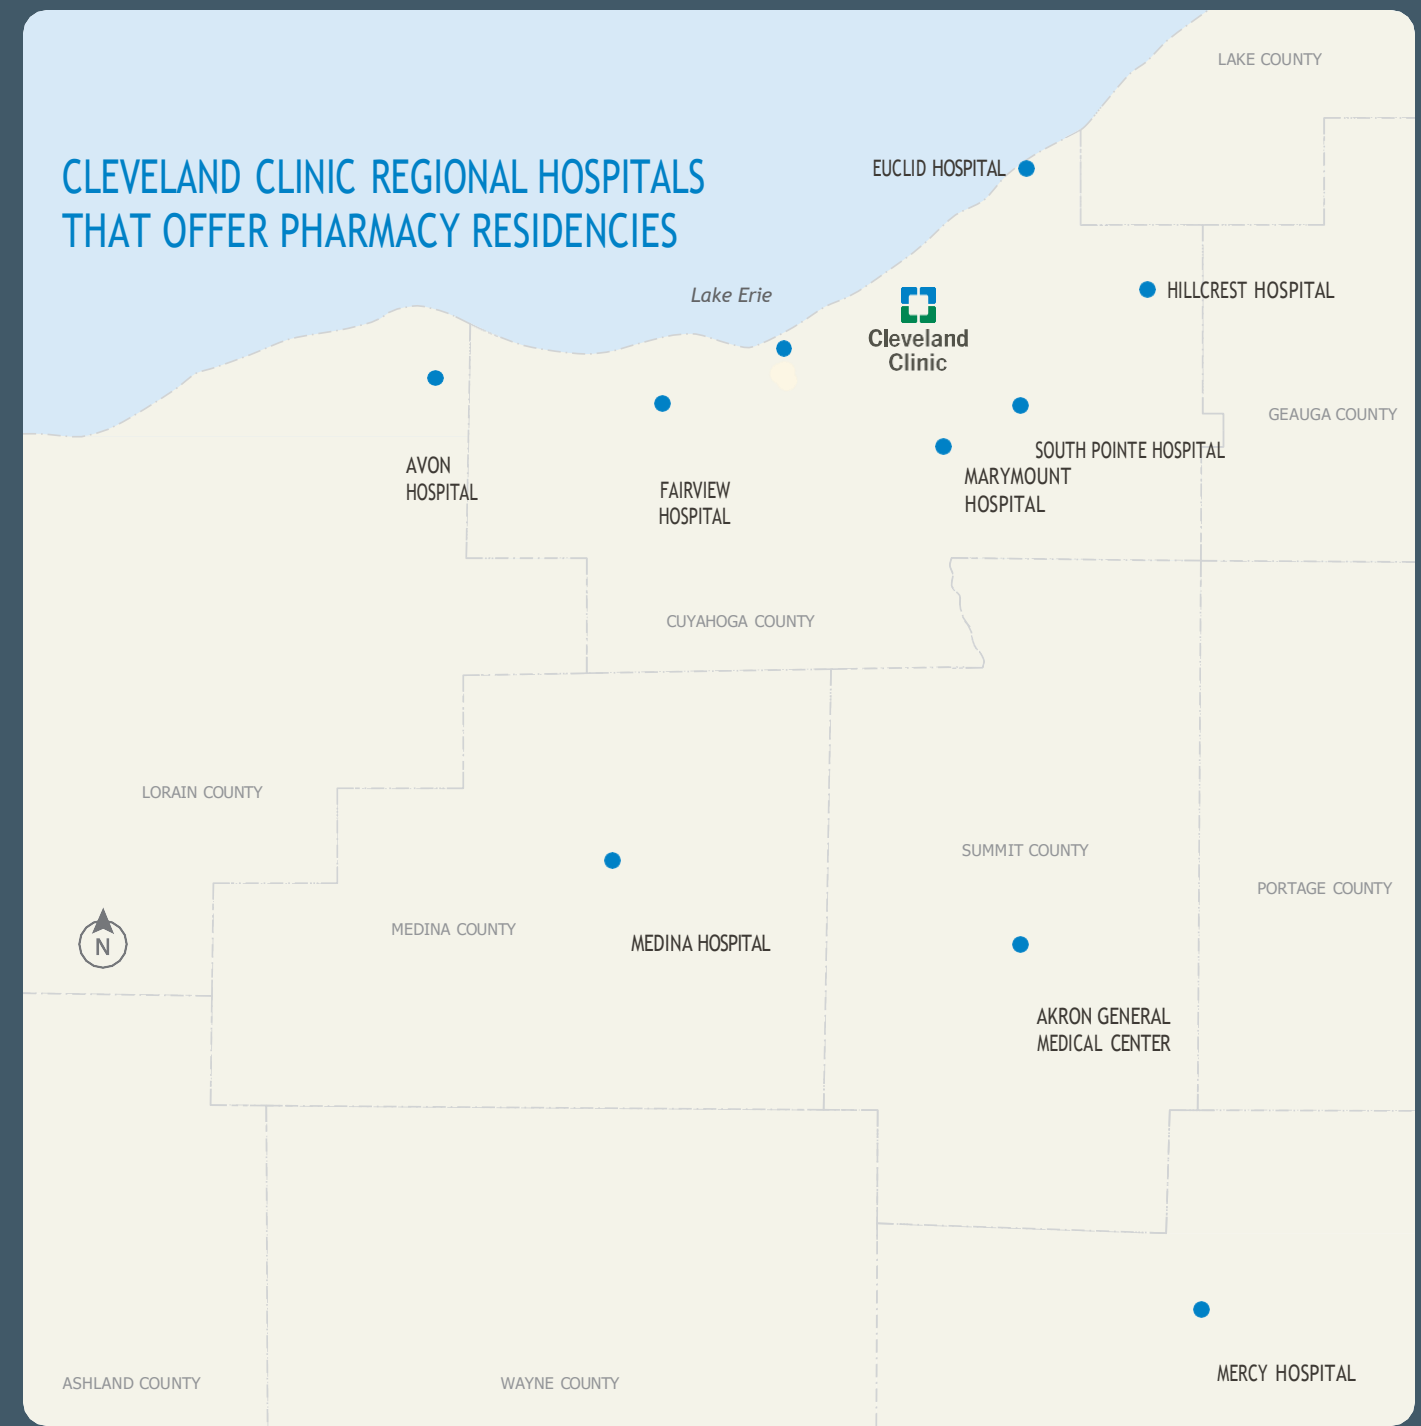 LAKE COUNTY
CLEVELAND CLINIC REGIONAL HOSPITALS
THAT OFFER PHARMACY RESIDENCIES
EUCLID HOSPITAL
Lake Erie
HILLCREST HOSPITAL
Cleveland
Clinic
GEAUGA COUNTY
AVON
HOSPITAL
FAIRVIEW
HOSPITAL
SOUTH POINTE HOSPITAL
MARYMOUNT
HOSPITAL
CUYAHOGA COUNTY
LORAIN COUNTY
SUMMIT COUNTY
PORTAGE COUNTY
N
MEDINA COUNTY
MEDINA HOSPITAL
AKRON GENERAL
MEDICAL CENTER
MERCY HOSPITAL
ASHLAND COUNTY
WAYNE COUNTY